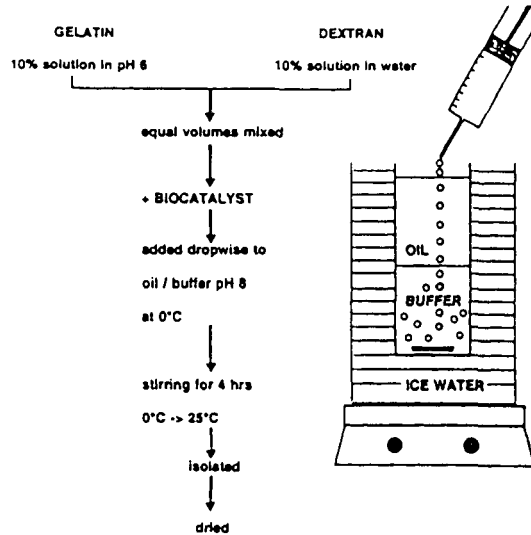 GELATIN
10% solution in pH 6
DEXTRAN
10% solution in water
equal volumes mixed
+ BIOCATALYST
added dropwise to
oil / buffer pH 8
at 0°C
stirring for 4 hrs
0°C -> 25°C
isolated
dried
OIL
BUFFER
ICE WATER